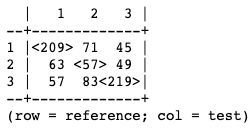 |   1   2   3 |
--+-------------+
1 |<209> 71  45 |
2 |  63 <57> 49 |
3 |  57  83<219>|
--+-------------+
(row = reference; col = test)